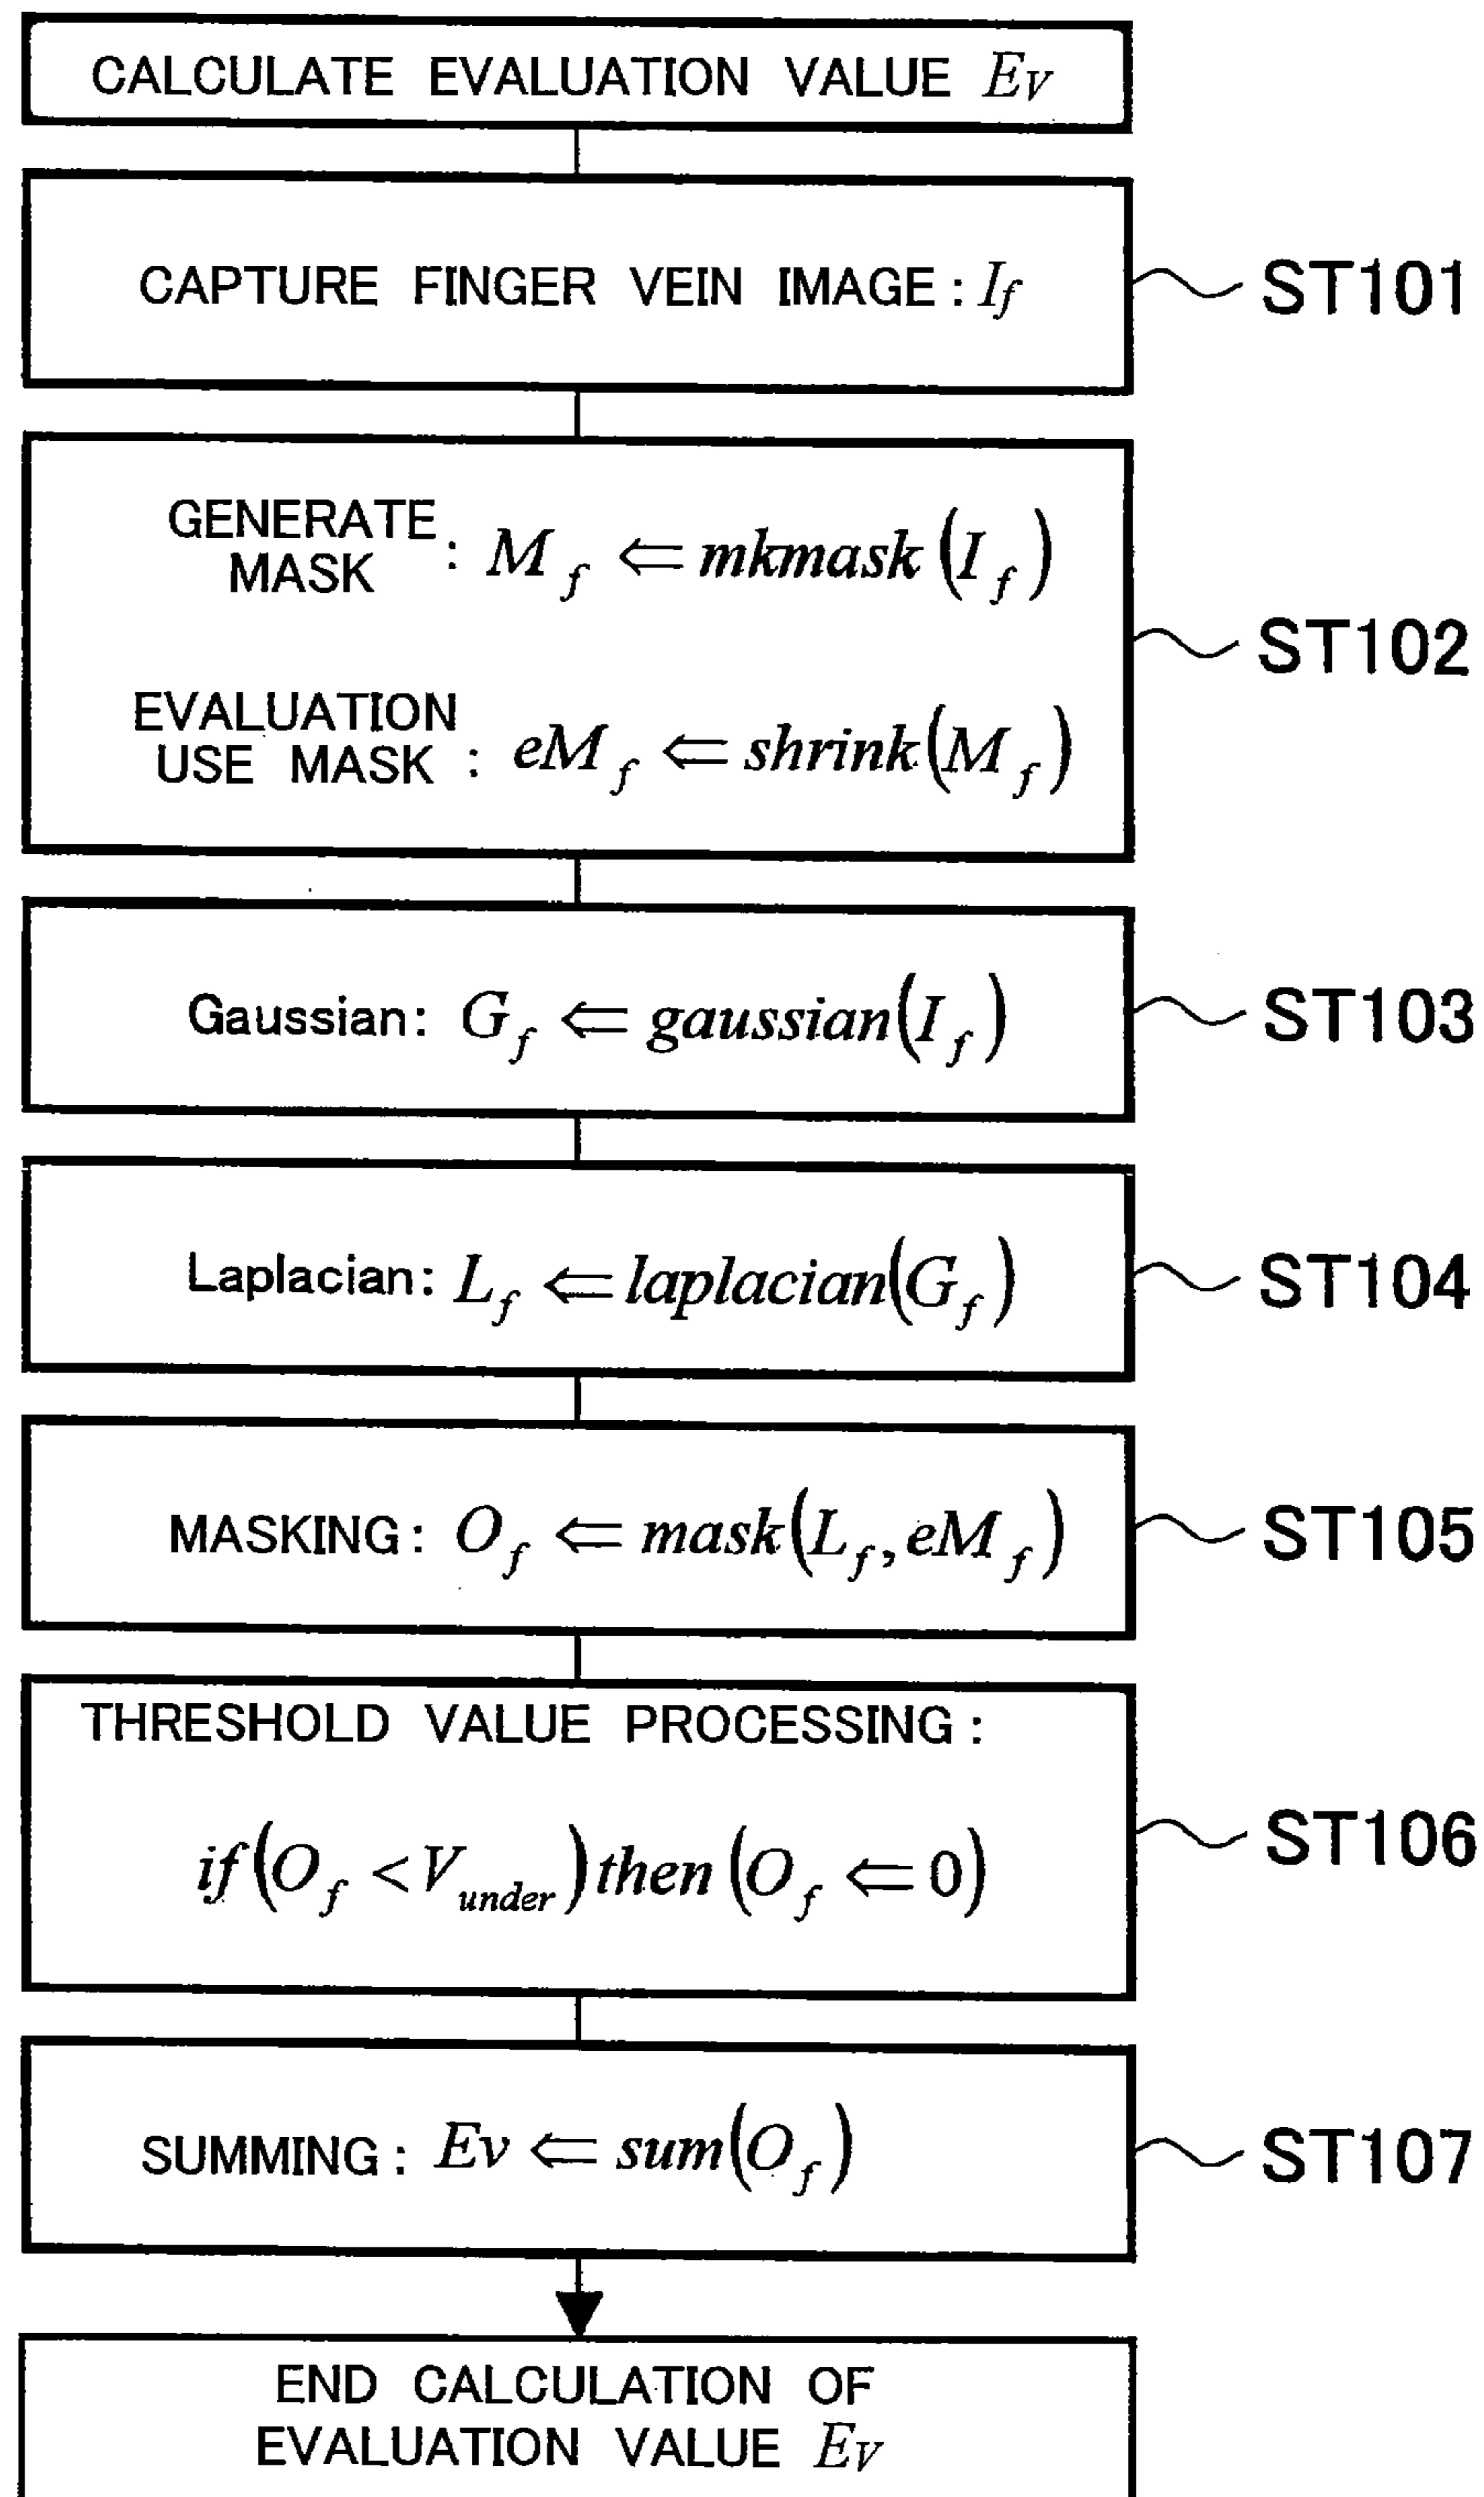 CALCULATE EVALUATION VALUE Ev
CAPTURE FINGER VEIN IMAGE : If
ST101
GENERATE
MASK : Mf ⇐ mkmask(If)
EVALUATION
USE MASK : eMf ⇐ shrink(Mf)
ST102
Gaussian: Gf ⇐ gaussian(If)
ST103
Laplacian: Lf ⇐ laplacian(Gf)
ST104
MASKING : Of ⇐ mask(Lf, eMf)
ST105
THRESHOLD VALUE PROCESSING :
if(Of < Vunder)then(Of ⇐ 0)
ST106
SUMMING : Ev ⇐ sum(Of)
ST107
END CALCULATION OF
EVALUATION VALUE Ev